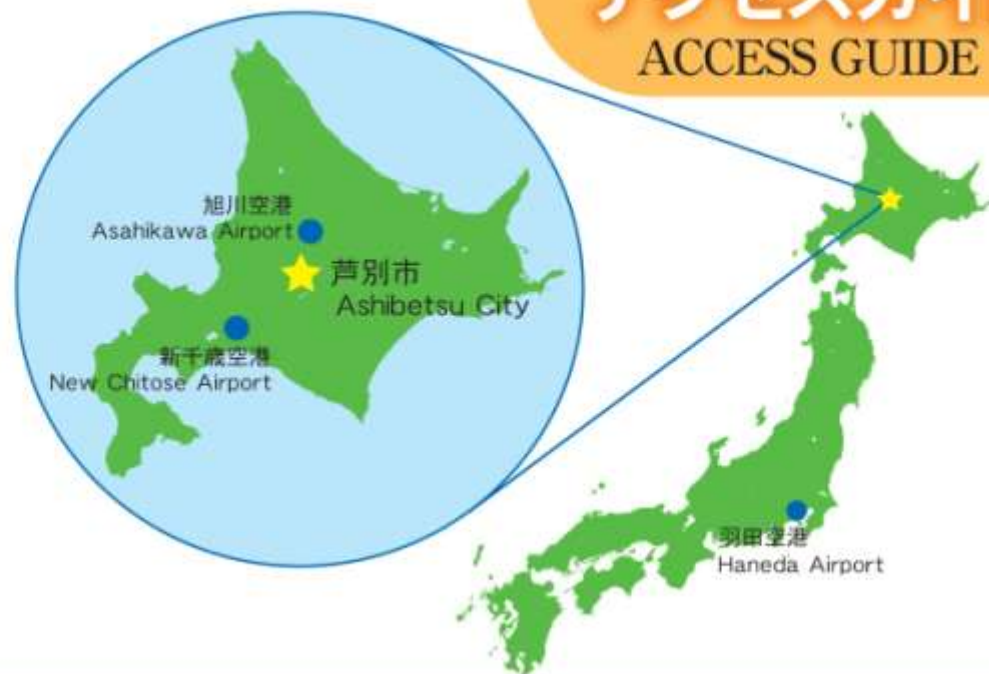 ACCESS GUIDE
旭川空港
Asahikawa Airport
芦別市
Ashibetsu City
新千歳空港
New Chitose Airport
羽田空港
Haneda Airport